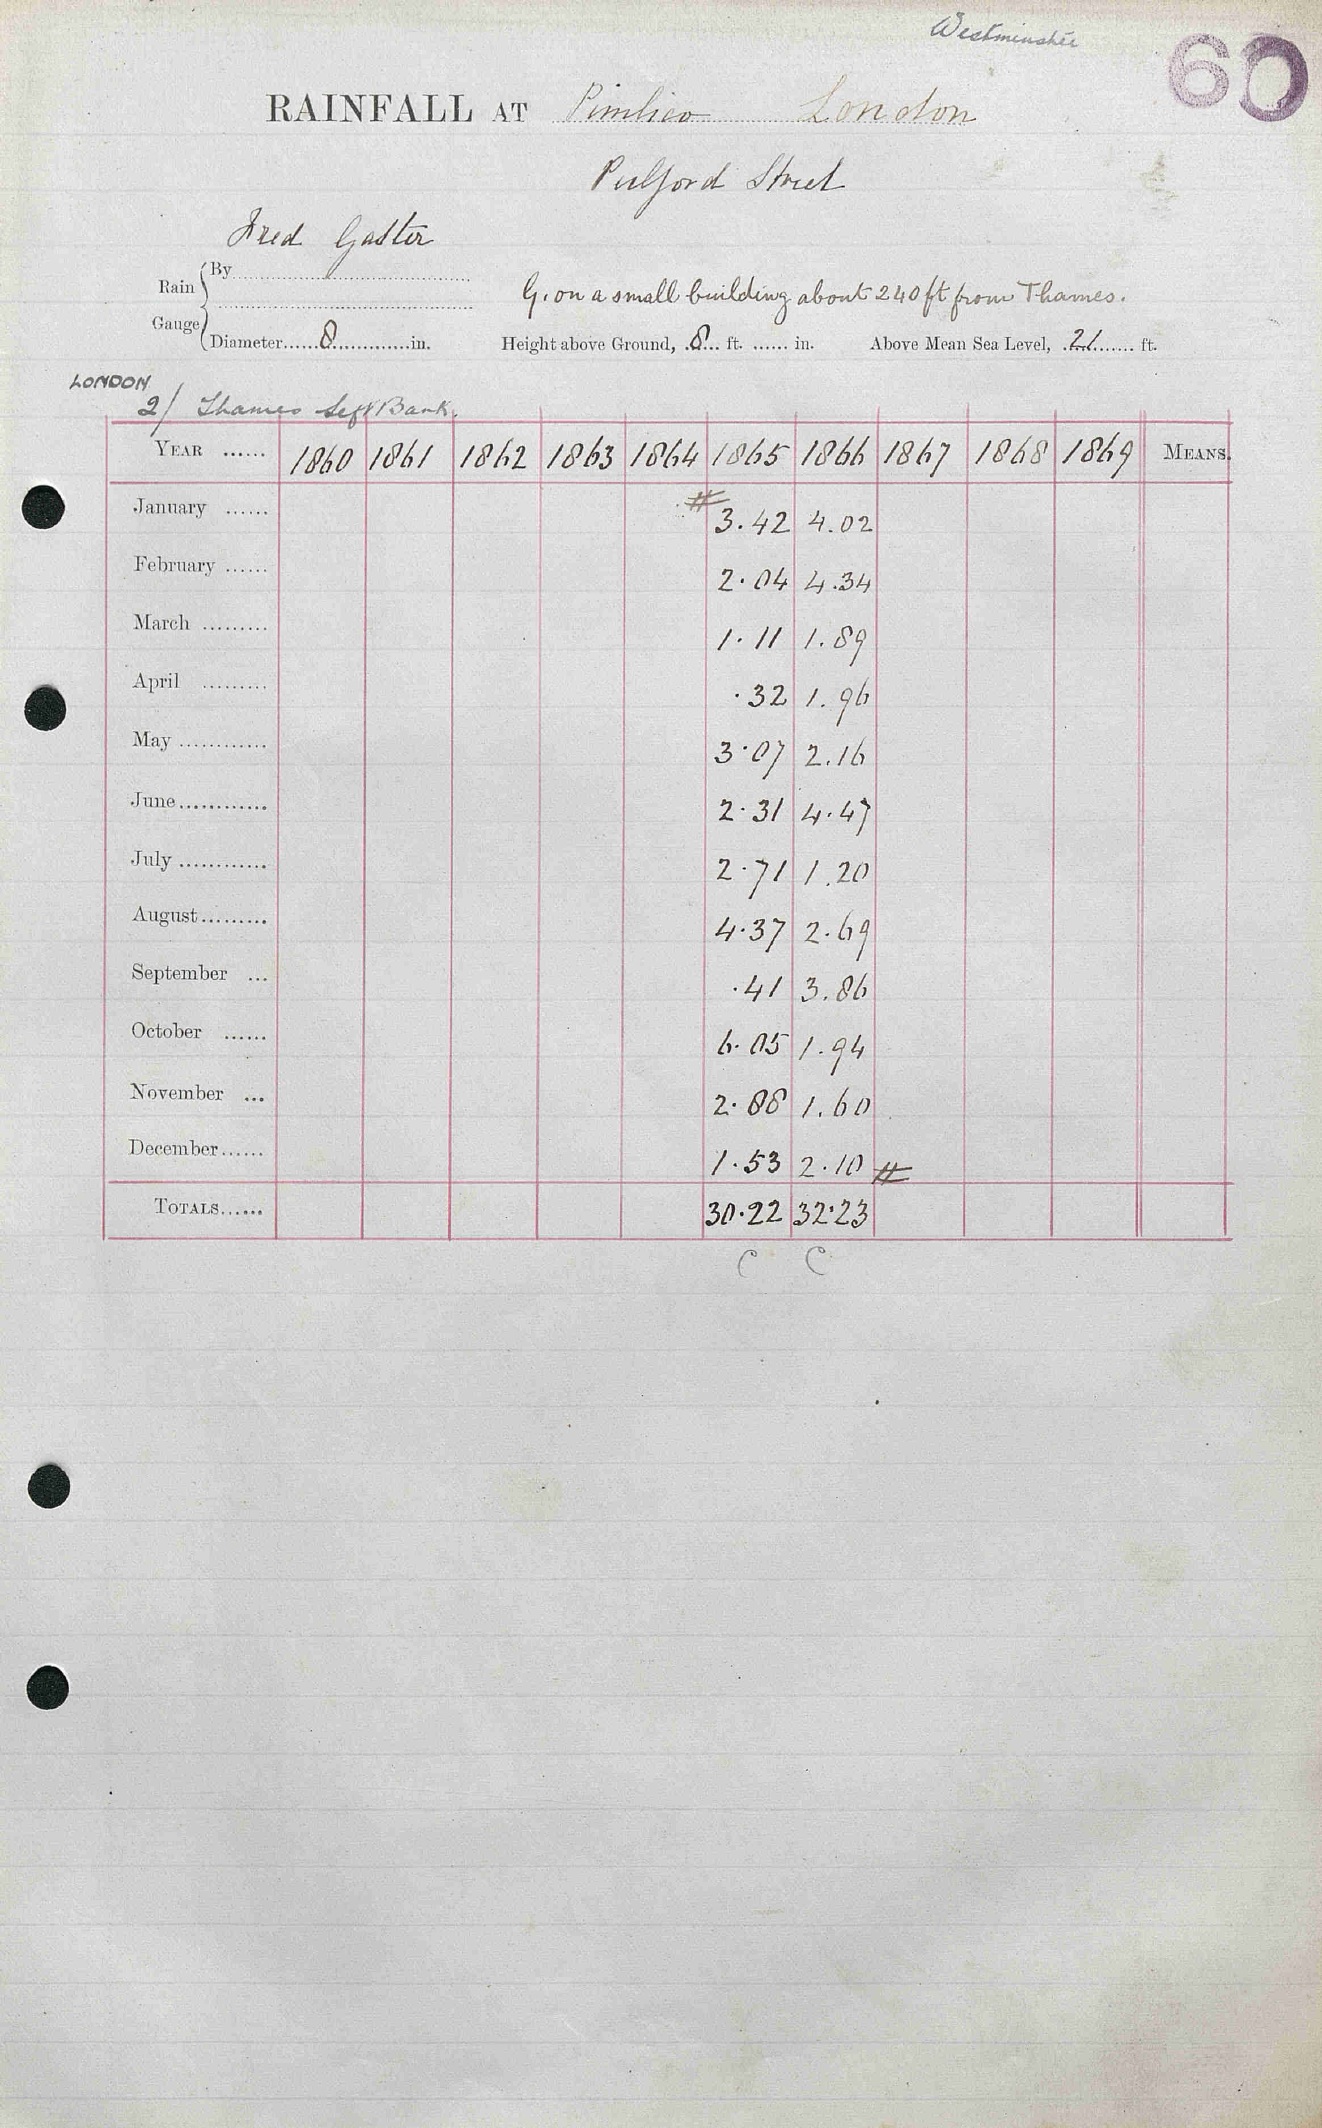 Westminster
60
RAINFALL AT Pimlico London
Pulford Street
Fred Gaster
Rain Gauge
By
G. on a small building about 240 ft from Thames.
Diameter......8.............in. Height above Ground, .8... ft. ...... in. Above Mean Sea Level, .21......... ft.
LONDON
2/ Thames Left Bank.
YEAR ...... 1860 1861 1862 1863 1864 1865 1866 1867 1868 1869 MEANS.
January ...... # 3.42 4.02
February ...... 2.04 4.34
March ......... 1.11 1.89
April ......... .32 1.96
May ............ 3.07 2.16
June............ 2.31 4.47
July ............ 2.71 1.20
August......... 4.37 2.69
September ... .41 3.86
October ...... 6.05 1.94
November ... 2.88 1.60
December...... 1.53 2.10 #
TOTALS...... 30.22 32.23
C C